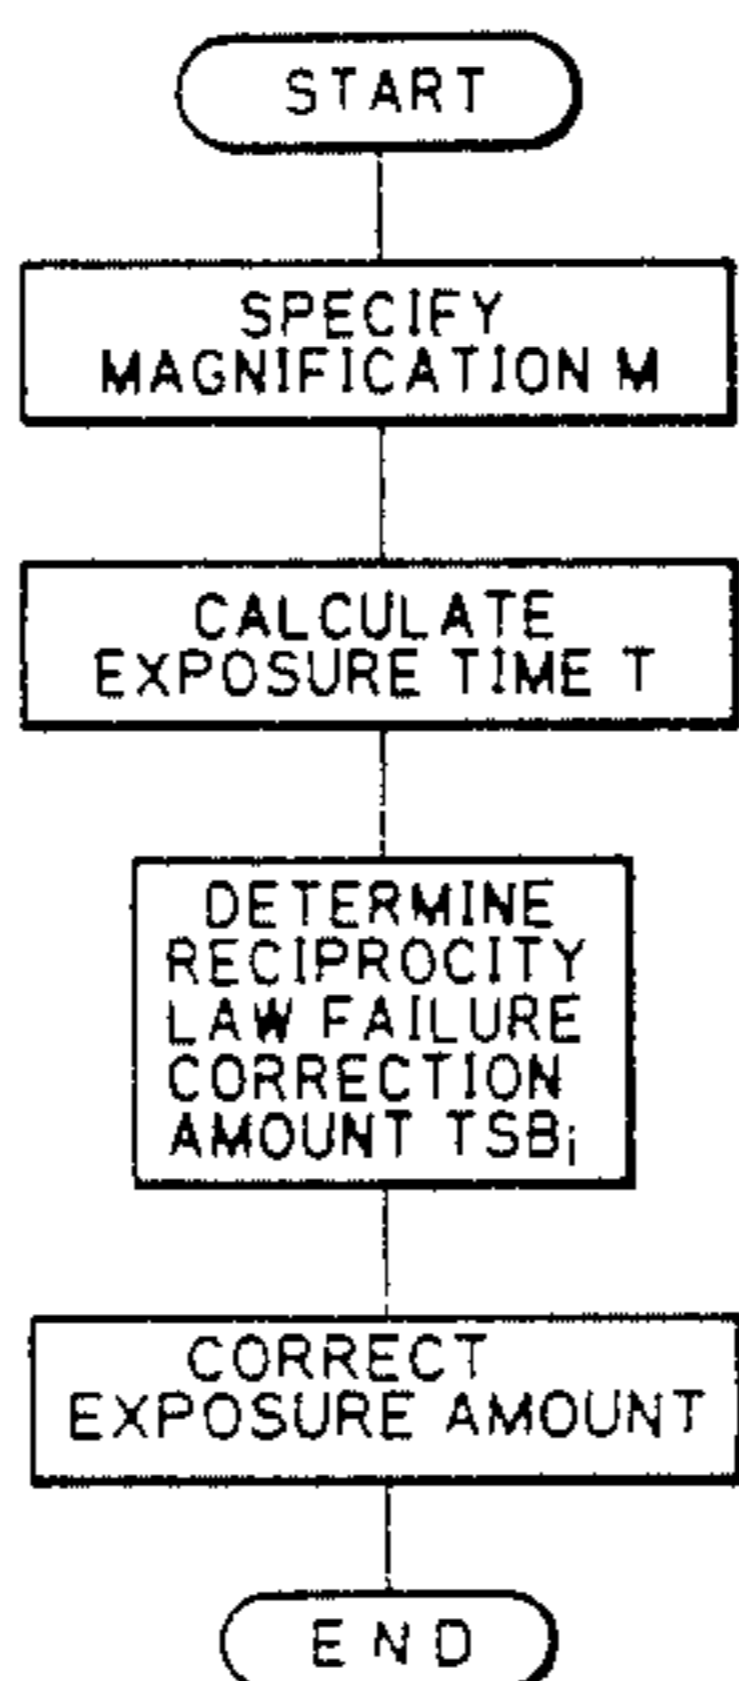 START
SPECIFY
MAGNIFICATION M
CALCULATE
EXPOSURE TIME T
DETERMINE
RECIPROCITY
LAW FAILURE
CORRECTION
AMOUNT TSBi
CORRECT
EXPOSURE AMOUNT
END